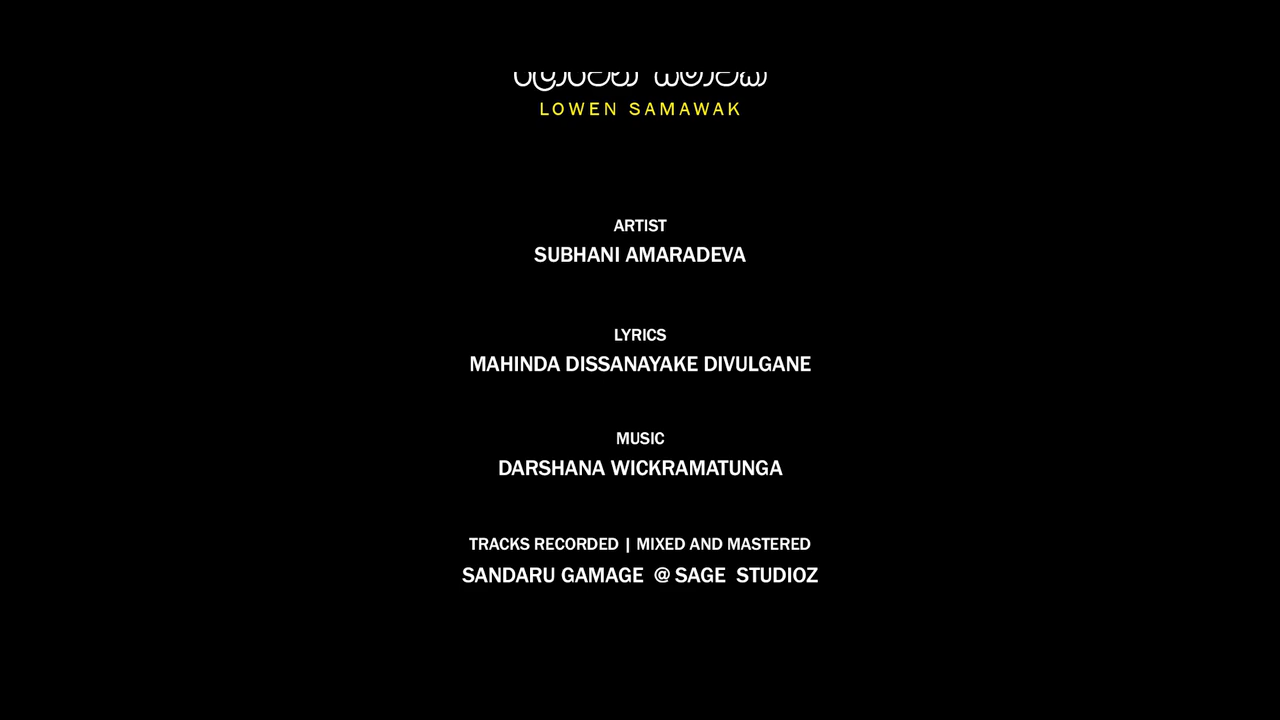 LOWEN SAMAWAK
ARTIST
SUBHANI AMARADEVA
LYRICS
MAHINDA DISSANAYAKE DIVULGANE
MUSIC
DARSHANA WICKRAMATUNGA
TRACKS RECORDED | MIXED AND MASTERED
SANDARU GAMAGE @ SAGE STUDIOZ